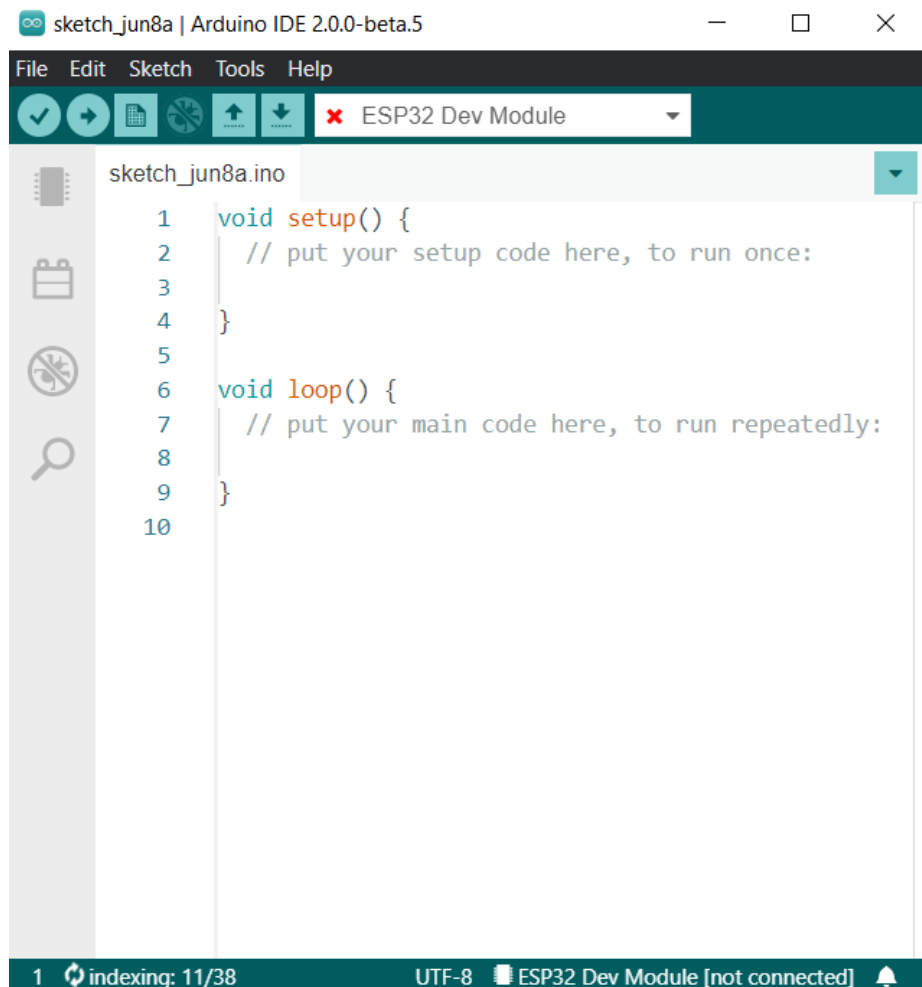 sketch_jun8a | Arduino IDE 2.0.0-beta.5
File Edit Sketch Tools Help
ESP32 Dev Module
sketch_jun8a.ino
1 void setup() {
2 // put your setup code here, to run once:
3
4 }
5
6 void loop() {
7 // put your main code here, to run repeatedly:
8
9 }
10
1 indexing: 11/38 UTF-8 ESP32 Dev Module [not connected]